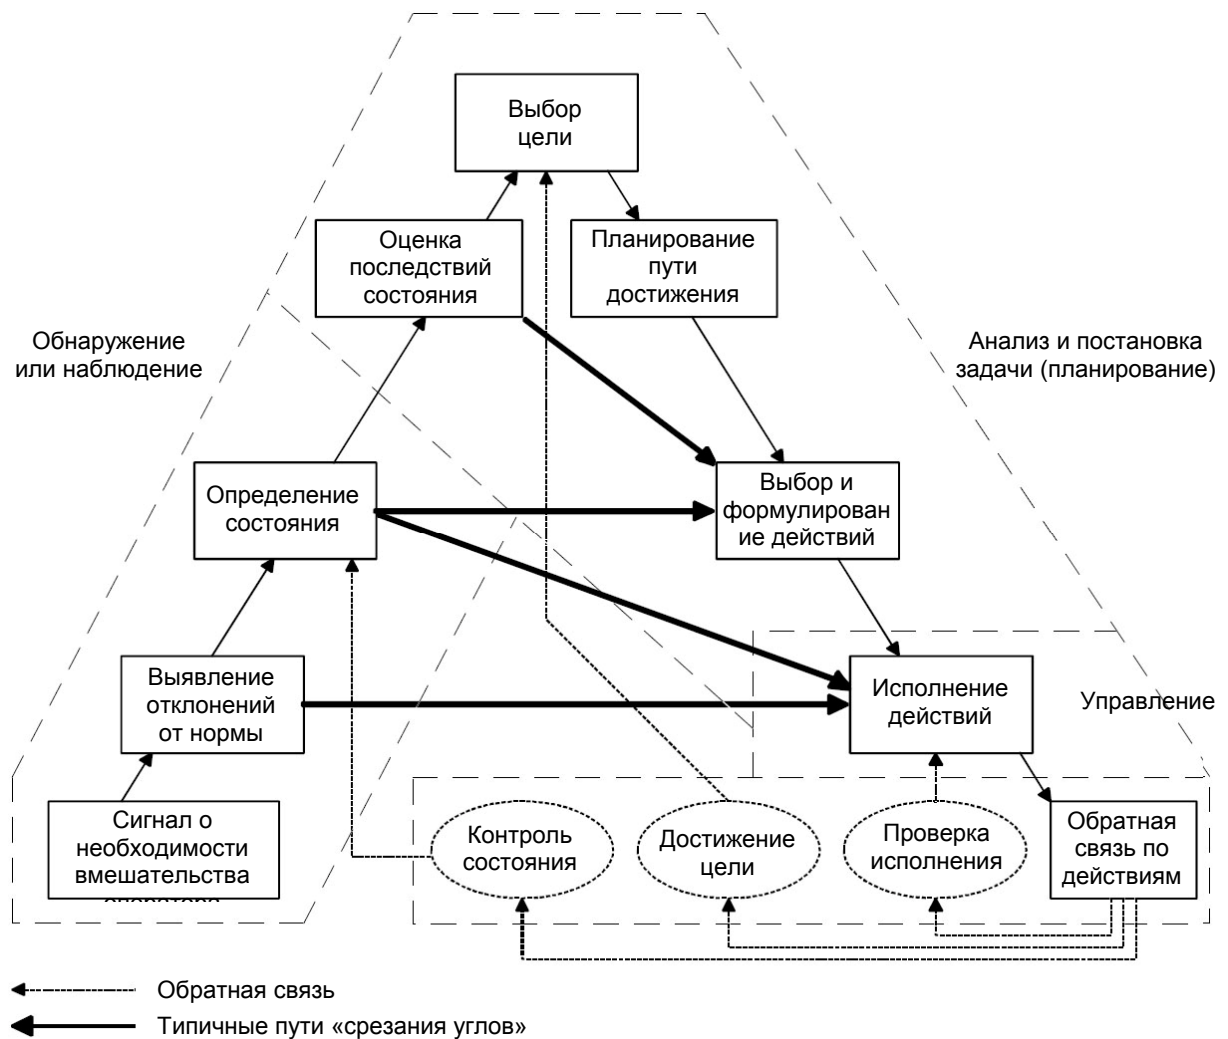 Выбор
цели
Оценка
последствий
состояния
Планирование
пути
достижения
Обнаружение
или наблюдение
Анализ и постановка
задачи (планирование)
Определение
состояния
Выбор и
формулирован
ие действий
Выявление
отклонений
от нормы
Исполнение
действий
Управление
Сигнал о
необходимости
вмешательства
Контроль
состояния
Достижение
цели
Проверка
исполнения
Обратная
связь по
действиям
Обратная связь
Типичные пути «срезания углов»